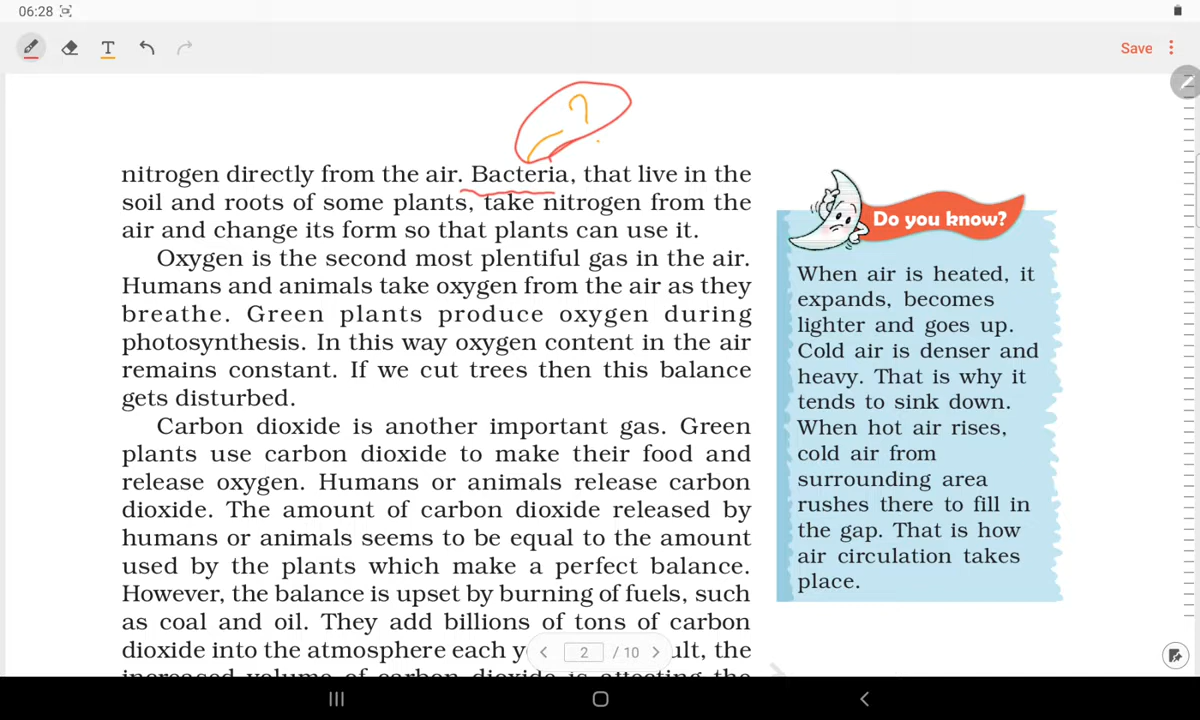 06:28
T
Save
?
nitrogen directly from the air. Bacteria, that live in the
soil and roots of some plants, take nitrogen from the
air and change its form so that plants can use it.
Oxygen is the second most plentiful gas in the air.
Humans and animals take oxygen from the air as they
breathe. Green plants produce oxygen during
photosynthesis. In this way oxygen content in the air
remains constant. If we cut trees then this balance
gets disturbed.
Carbon dioxide is another important gas. Green
plants use carbon dioxide to make their food and
release oxygen. Humans or animals release carbon
dioxide. The amount of carbon dioxide released by
humans or animals seems to be equal to the amount
used by the plants which make a perfect balance.
However, the balance is upset by burning of fuels, such
as coal and oil. They add billions of tons of carbon
dioxide into the atmosphere each y ult, the
increased volume of carbon dioxide is affecting the
2 / 10
Do you know?
When air is heated, it
expands, becomes
lighter and goes up.
Cold air is denser and
heavy. That is why it
tends to sink down.
When hot air rises,
cold air from
surrounding area
rushes there to fill in
the gap. That is how
air circulation takes
place.